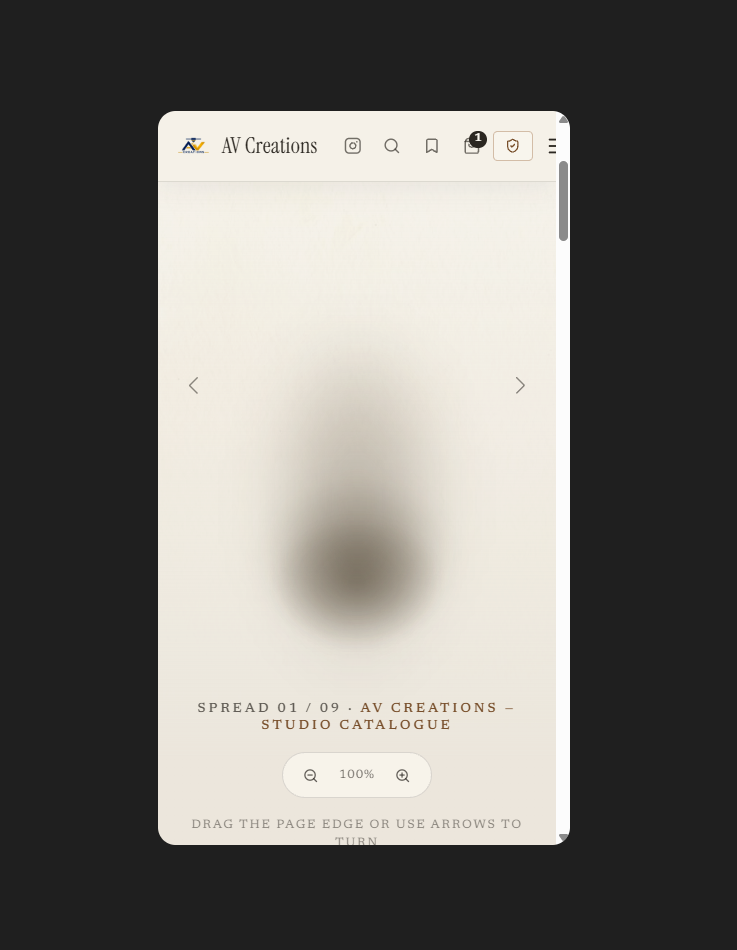 AV Creations
1
SPREAD 01 / 09 · AV CREATIONS –
STUDIO CATALOGUE
100%
DRAG THE PAGE EDGE OR USE ARROWS TO
TURN